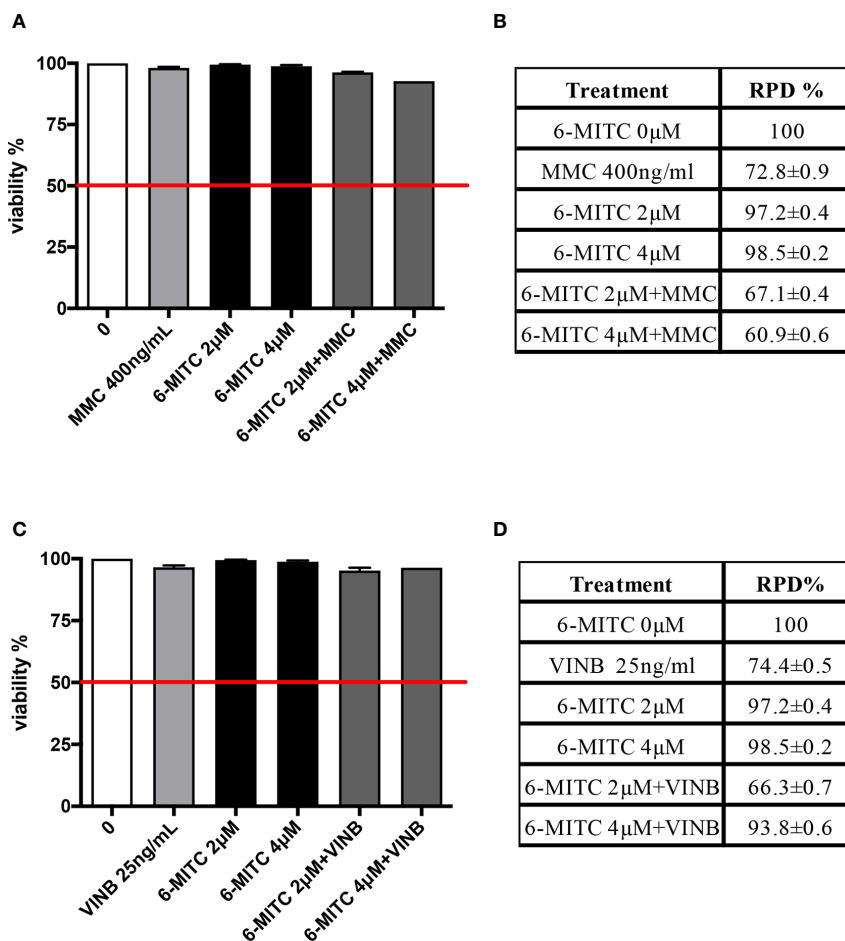 A
viability %
100
75
50
25
0
0
MMC 400ng/mL
6-MITC 2µM
6-MITC 4µM
6-MITC 2µM+MMC
6-MITC 4µM+MMC
B
Treatment RPD %
6-MITC 0µM 100
MMC 400ng/ml 72.8±0.9
6-MITC 2µM 97.2±0.4
6-MITC 4µM 98.5±0.2
6-MITC 2µM+MMC 67.1±0.4
6-MITC 4µM+MMC 60.9±0.6
C
viability %
100
75
50
25
0
0
VINB 25ng/mL
6-MITC 2µM
6-MITC 4µM
6-MITC 2µM+VINB
6-MITC 4µM+VINB
D
Treatment RPD%
6-MITC 0µM 100
VINB 25ng/ml 74.4±0.5
6-MITC 2µM 97.2±0.4
6-MITC 4µM 98.5±0.2
6-MITC 2µM+VINB 66.3±0.7
6-MITC 4µM+VINB 93.8±0.6